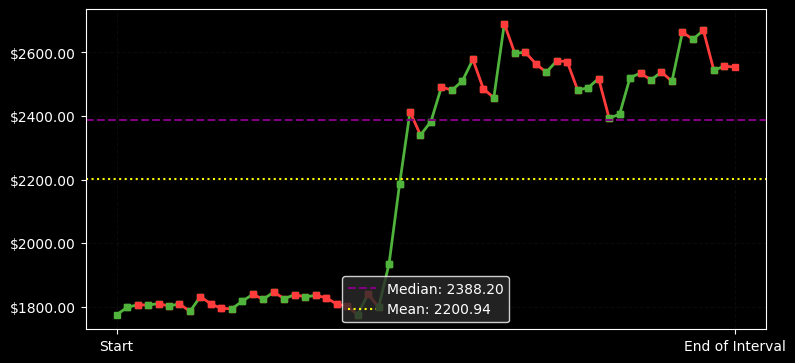 $2600.00
$2400.00
$2200.00
$2000.00
$1800.00
Median: 2388.20
Mean: 2200.94
Start
End of Interval